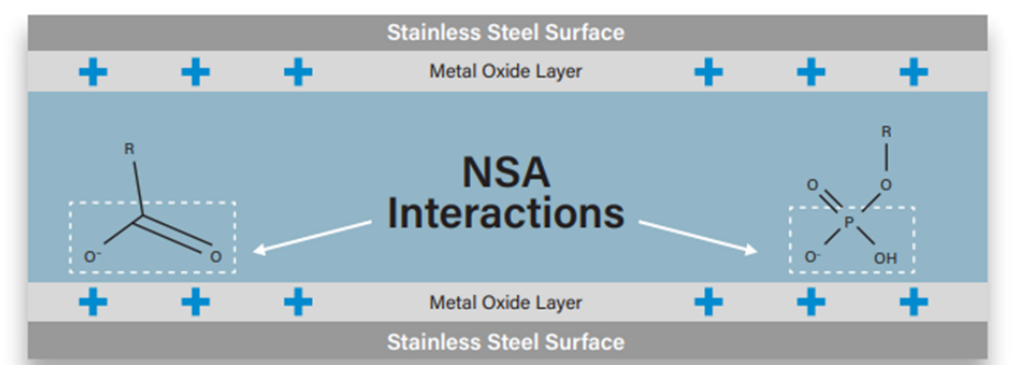 Stainless Steel Surface
Metal Oxide Layer
NSA
Interactions
R
O-
O
R
O
O
P
O-
OH
Metal Oxide Layer
Stainless Steel Surface